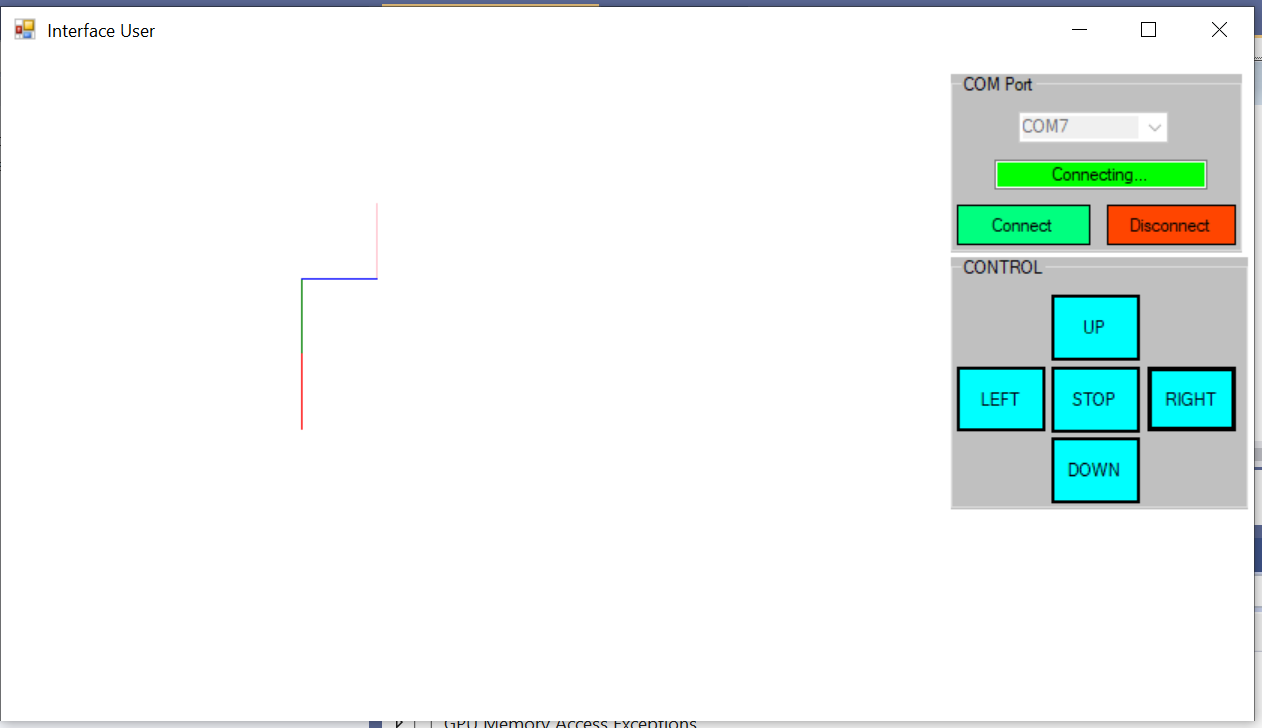 Interface User
COM Port
COM7
Connecting...
Connect Disconnect
CONTROL
UP
LEFT STOP RIGHT
DOWN
GPU Memory Access Exceptions